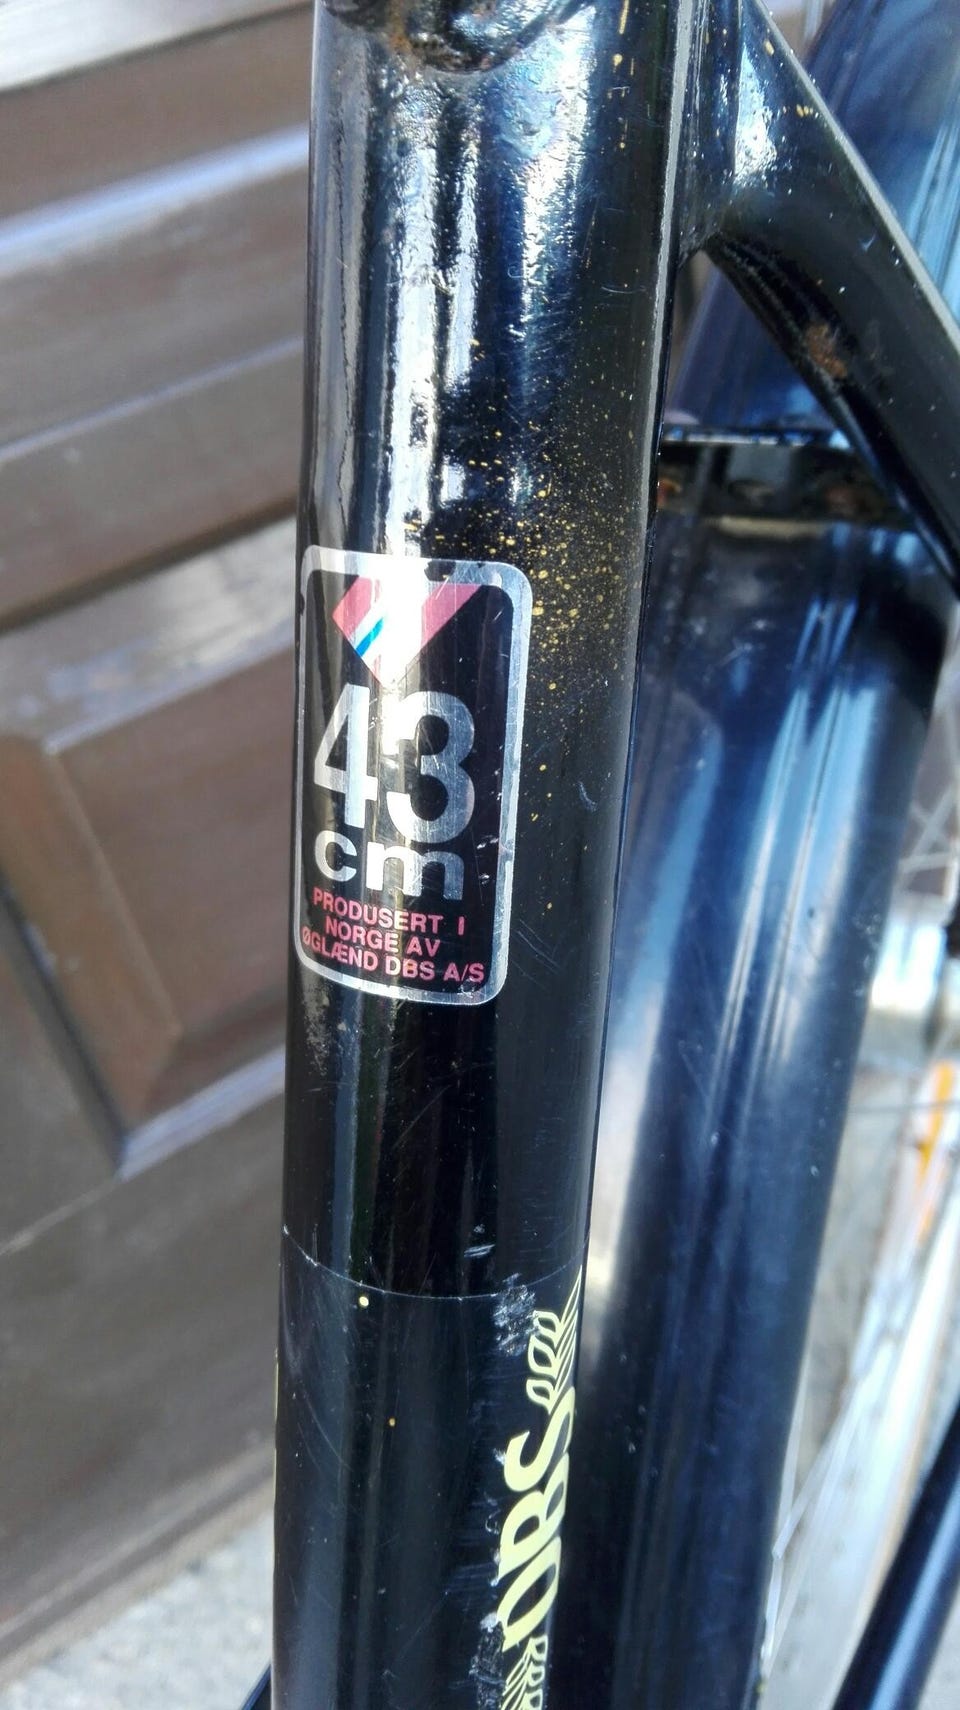 43
cm
PRODUSERT I
NORGE AV
ØGLÆND DBS A/S
DBS